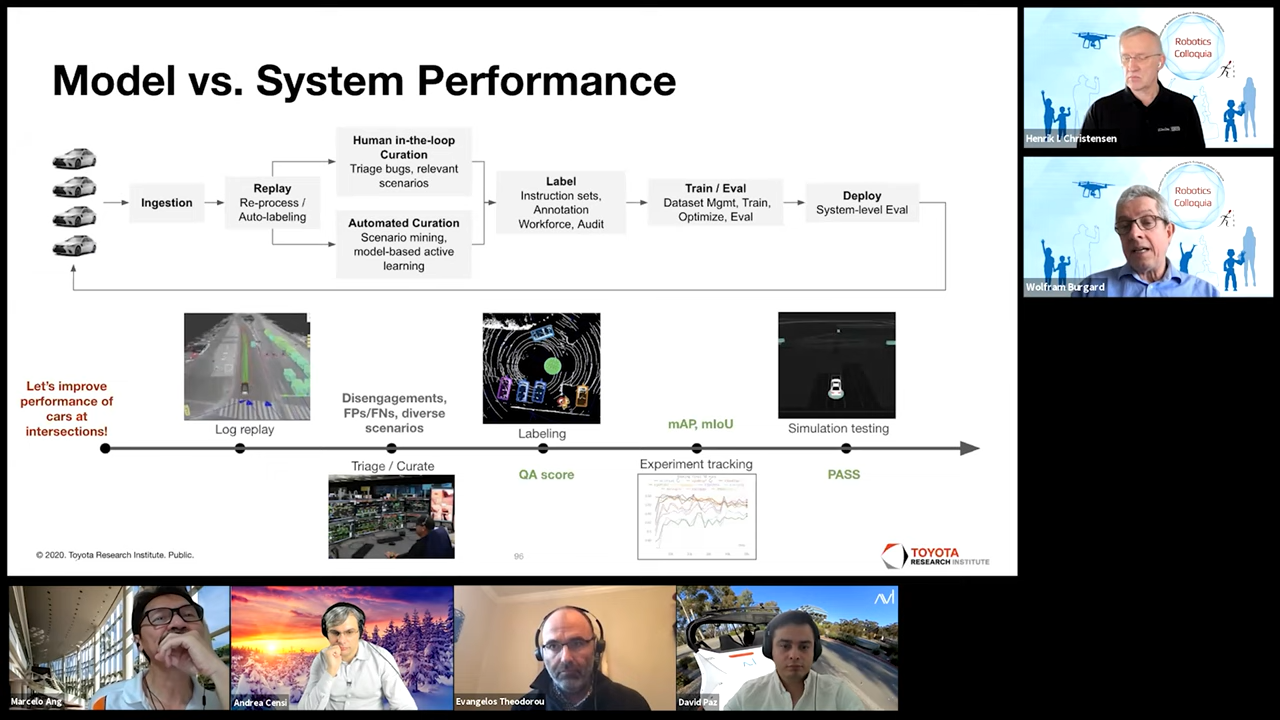 Model vs. System Performance
Ingestion
Replay
Re-process /
Auto-labeling
Human in-the-loop
Curation
Triage bugs, relevant
scenarios
Automated Curation
Scenario mining,
model-based active
learning
Label
Instruction sets,
Annotation
Workforce, Audit
Train / Eval
Dataset Mgmt, Train,
Optimize, Eval
Deploy
System-level Eval
Let's improve
performance of
cars at
intersections!
Log replay
Disengagements,
FPs/FNs, diverse
scenarios
Triage / Curate
Labeling
QA score
mAP, mIoU
Experiment tracking
Simulation testing
PASS
© 2020. Toyota Research Institute. Public.
96
TOYOTA
RESEARCH INSTITUTE
Robotics
Colloquia
Henrik I. Christensen
Robotics
Colloquia
Wolfram Burgard
Marcelo Ang
Andrea Censi
Evangelos Theodorou
David Paz